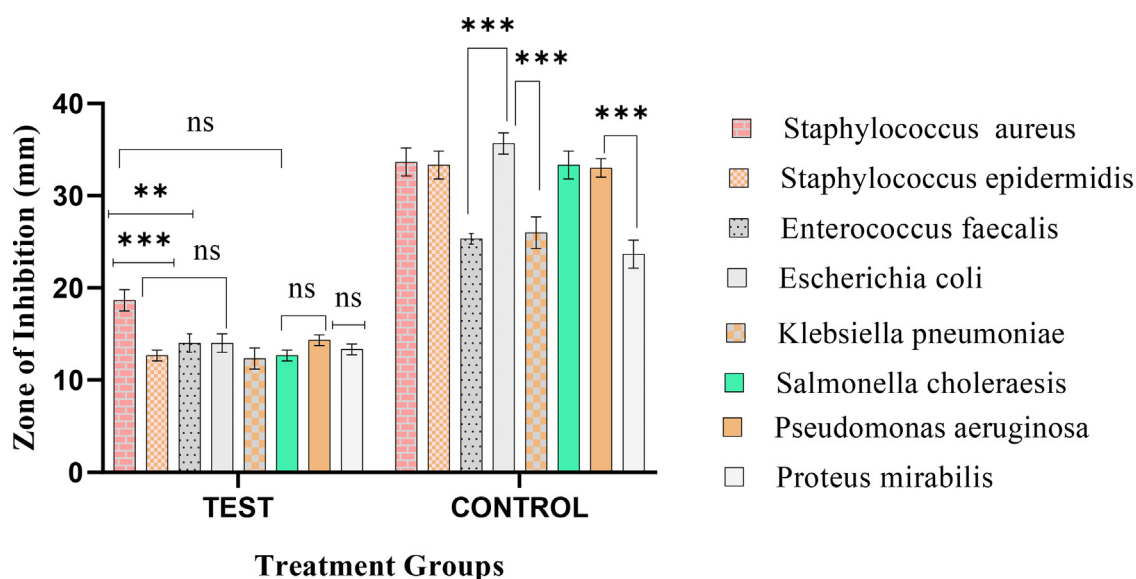 ***
***
40
ns
***
Staphylococcus aureus
30
**
Staphylococcus epidermidis
***
ns
Enterococcus faecalis
20
ns
ns
Escherichia coli
Klebsiella pneumoniae
10
Salmonella choleraesis
Pseudomonas aeruginosa
0
Proteus mirabilis
Zone of Inhibition (mm)
TEST
CONTROL
Treatment Groups